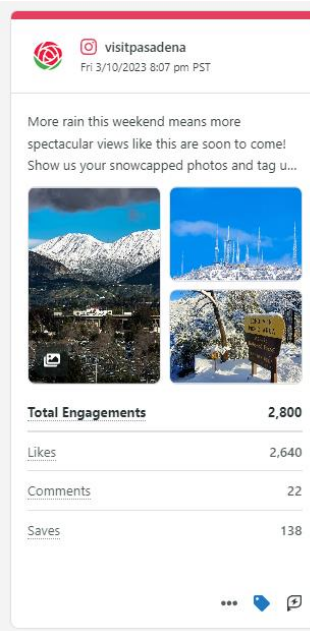 visitpasadena
Fri 3/10/2023 8:07 pm PST
More rain this weekend means more
spectacular views like this are soon to come!
Show us your snowcapped photos and tag u...
Total Engagements 2,800
Likes 2,640
Comments 22
Saves 138